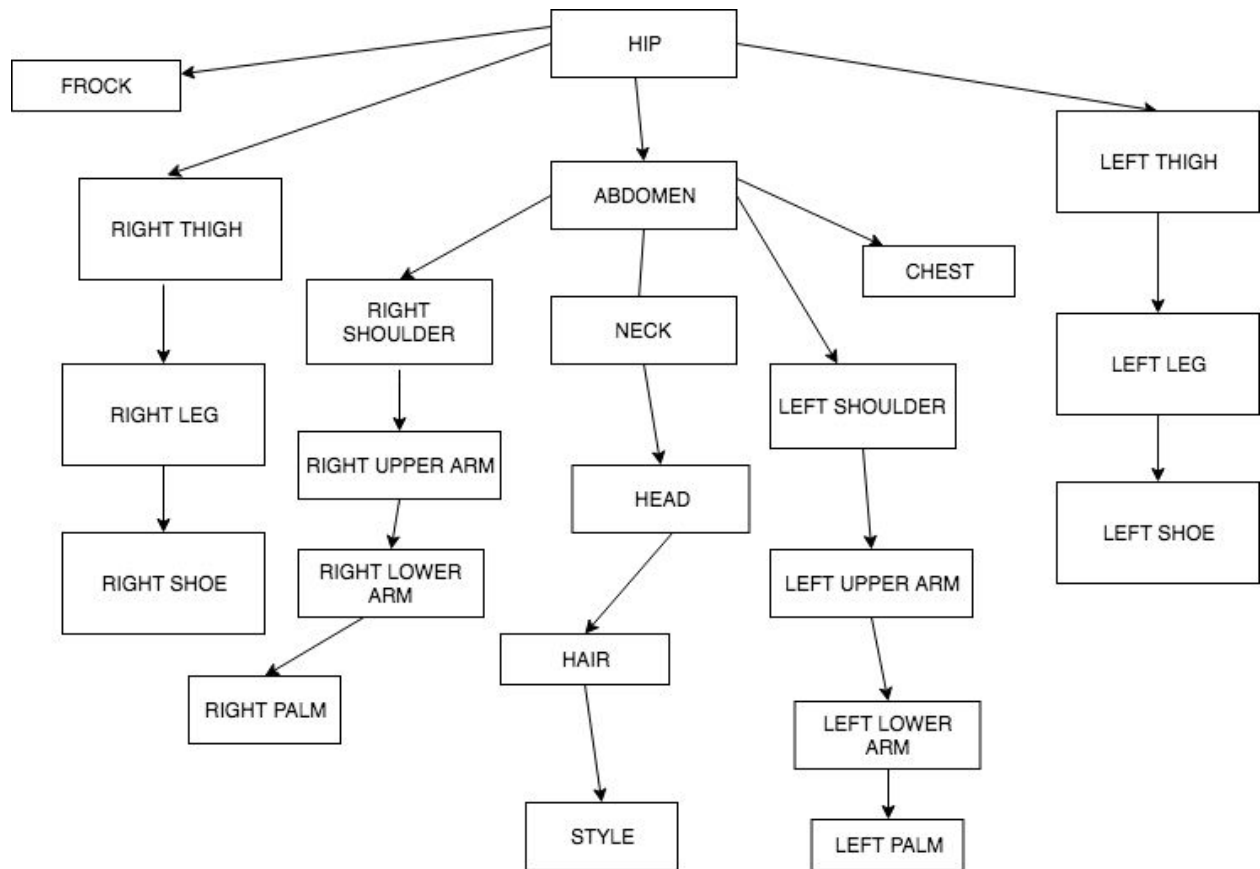 HIP
FROCK
LEFT THIGH
ABDOMEN
RIGHT THIGH
CHEST
RIGHT
SHOULDER
NECK
LEFT LEG
RIGHT LEG
LEFT SHOULDER
RIGHT UPPER ARM
HEAD
LEFT SHOE
RIGHT SHOE
RIGHT LOWER
ARM
LEFT UPPER ARM
HAIR
RIGHT PALM
LEFT LOWER
ARM
STYLE
LEFT PALM